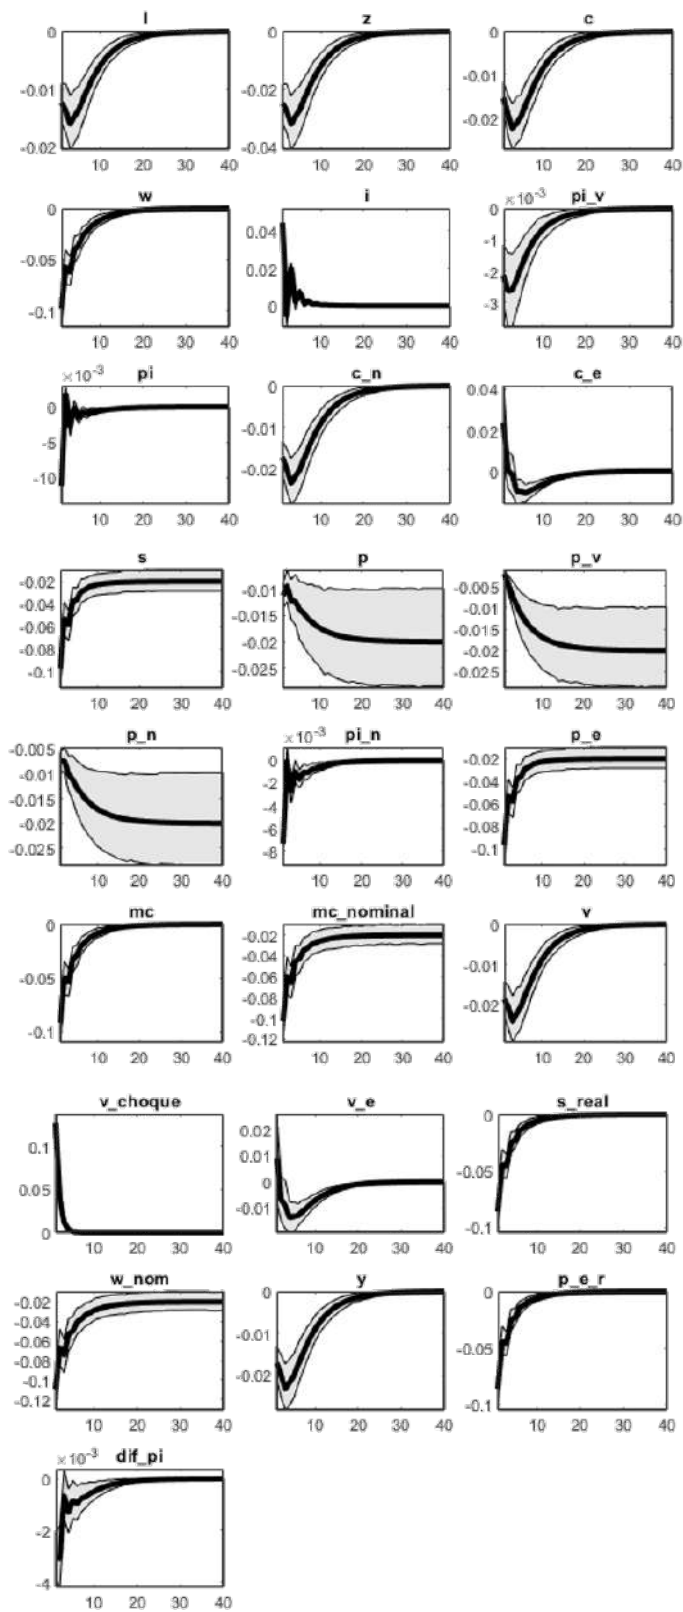 l
0
-0.01
-0.02
10 20 30 40
z
0
-0.02
-0.04
10 20 30 40
c
0
-0.01
-0.02
10 20 30 40
w
0
-0.05
-0.1
10 20 30 40
i
0.04
0.02
0
10 20 30 40
×10⁻³ pi_v
0
-1
-2
-3
10 20 30 40
×10⁻³ pi
0
-5
-10
10 20 30 40
c_n
0
-0.01
-0.02
10 20 30 40
c_e
0.04
0.02
0
10 20 30 40
s
-0.02
-0.04
-0.06
-0.08
-0.1
10 20 30 40
p
-0.01
-0.015
-0.02
-0.025
10 20 30 40
p_v
-0.005
-0.01
-0.015
-0.02
-0.025
10 20 30 40
p_n
-0.005
-0.01
-0.015
-0.02
-0.025
10 20 30 40
×10⁻³ pi_n
0
-2
-4
-6
-8
10 20 30 40
p_e
-0.02
-0.04
-0.06
-0.08
-0.1
10 20 30 40
mc
0
-0.05
-0.1
10 20 30 40
mc_nominal
-0.02
-0.04
-0.06
-0.08
-0.1
-0.12
10 20 30 40
v
0
-0.01
-0.02
10 20 30 40
v_choque
0.1
0.05
0
10 20 30 40
v_e
0.02
0.01
0
-0.01
10 20 30 40
s_real
0
-0.05
-0.1
10 20 30 40
w_nom
-0.02
-0.04
-0.06
-0.08
-0.1
-0.12
10 20 30 40
y
0
-0.01
-0.02
10 20 30 40
p_e_r
0
-0.05
-0.1
10 20 30 40
×10⁻³ dif_pi
0
-2
-4
10 20 30 40